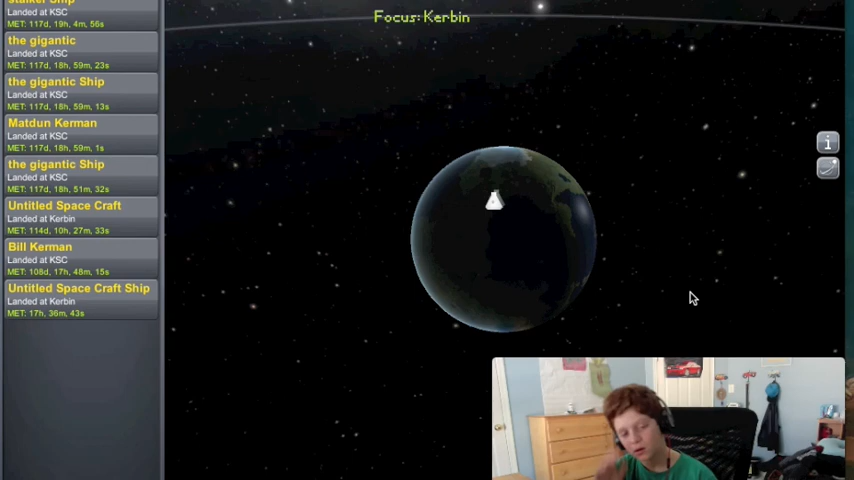 Stalker Ship
Landed at KSC
MET: 117d, 19h, 4m, 56s
the gigantic
Landed at KSC
MET: 117d, 18h, 59m, 23s
the gigantic Ship
Landed at KSC
MET: 117d, 18h, 59m, 13s
Matdun Kerman
Landed at KSC
MET: 117d, 18h, 59m, 1s
the gigantic Ship
Landed at KSC
MET: 117d, 18h, 51m, 32s
Untitled Space Craft
Landed at Kerbin
MET: 114d, 10h, 27m, 33s
Bill Kerman
Landed at KSC
MET: 108d, 17h, 48m, 15s
Untitled Space Craft Ship
Landed at Kerbin
MET: 17h, 36m, 43s
Focus: Kerbin
i